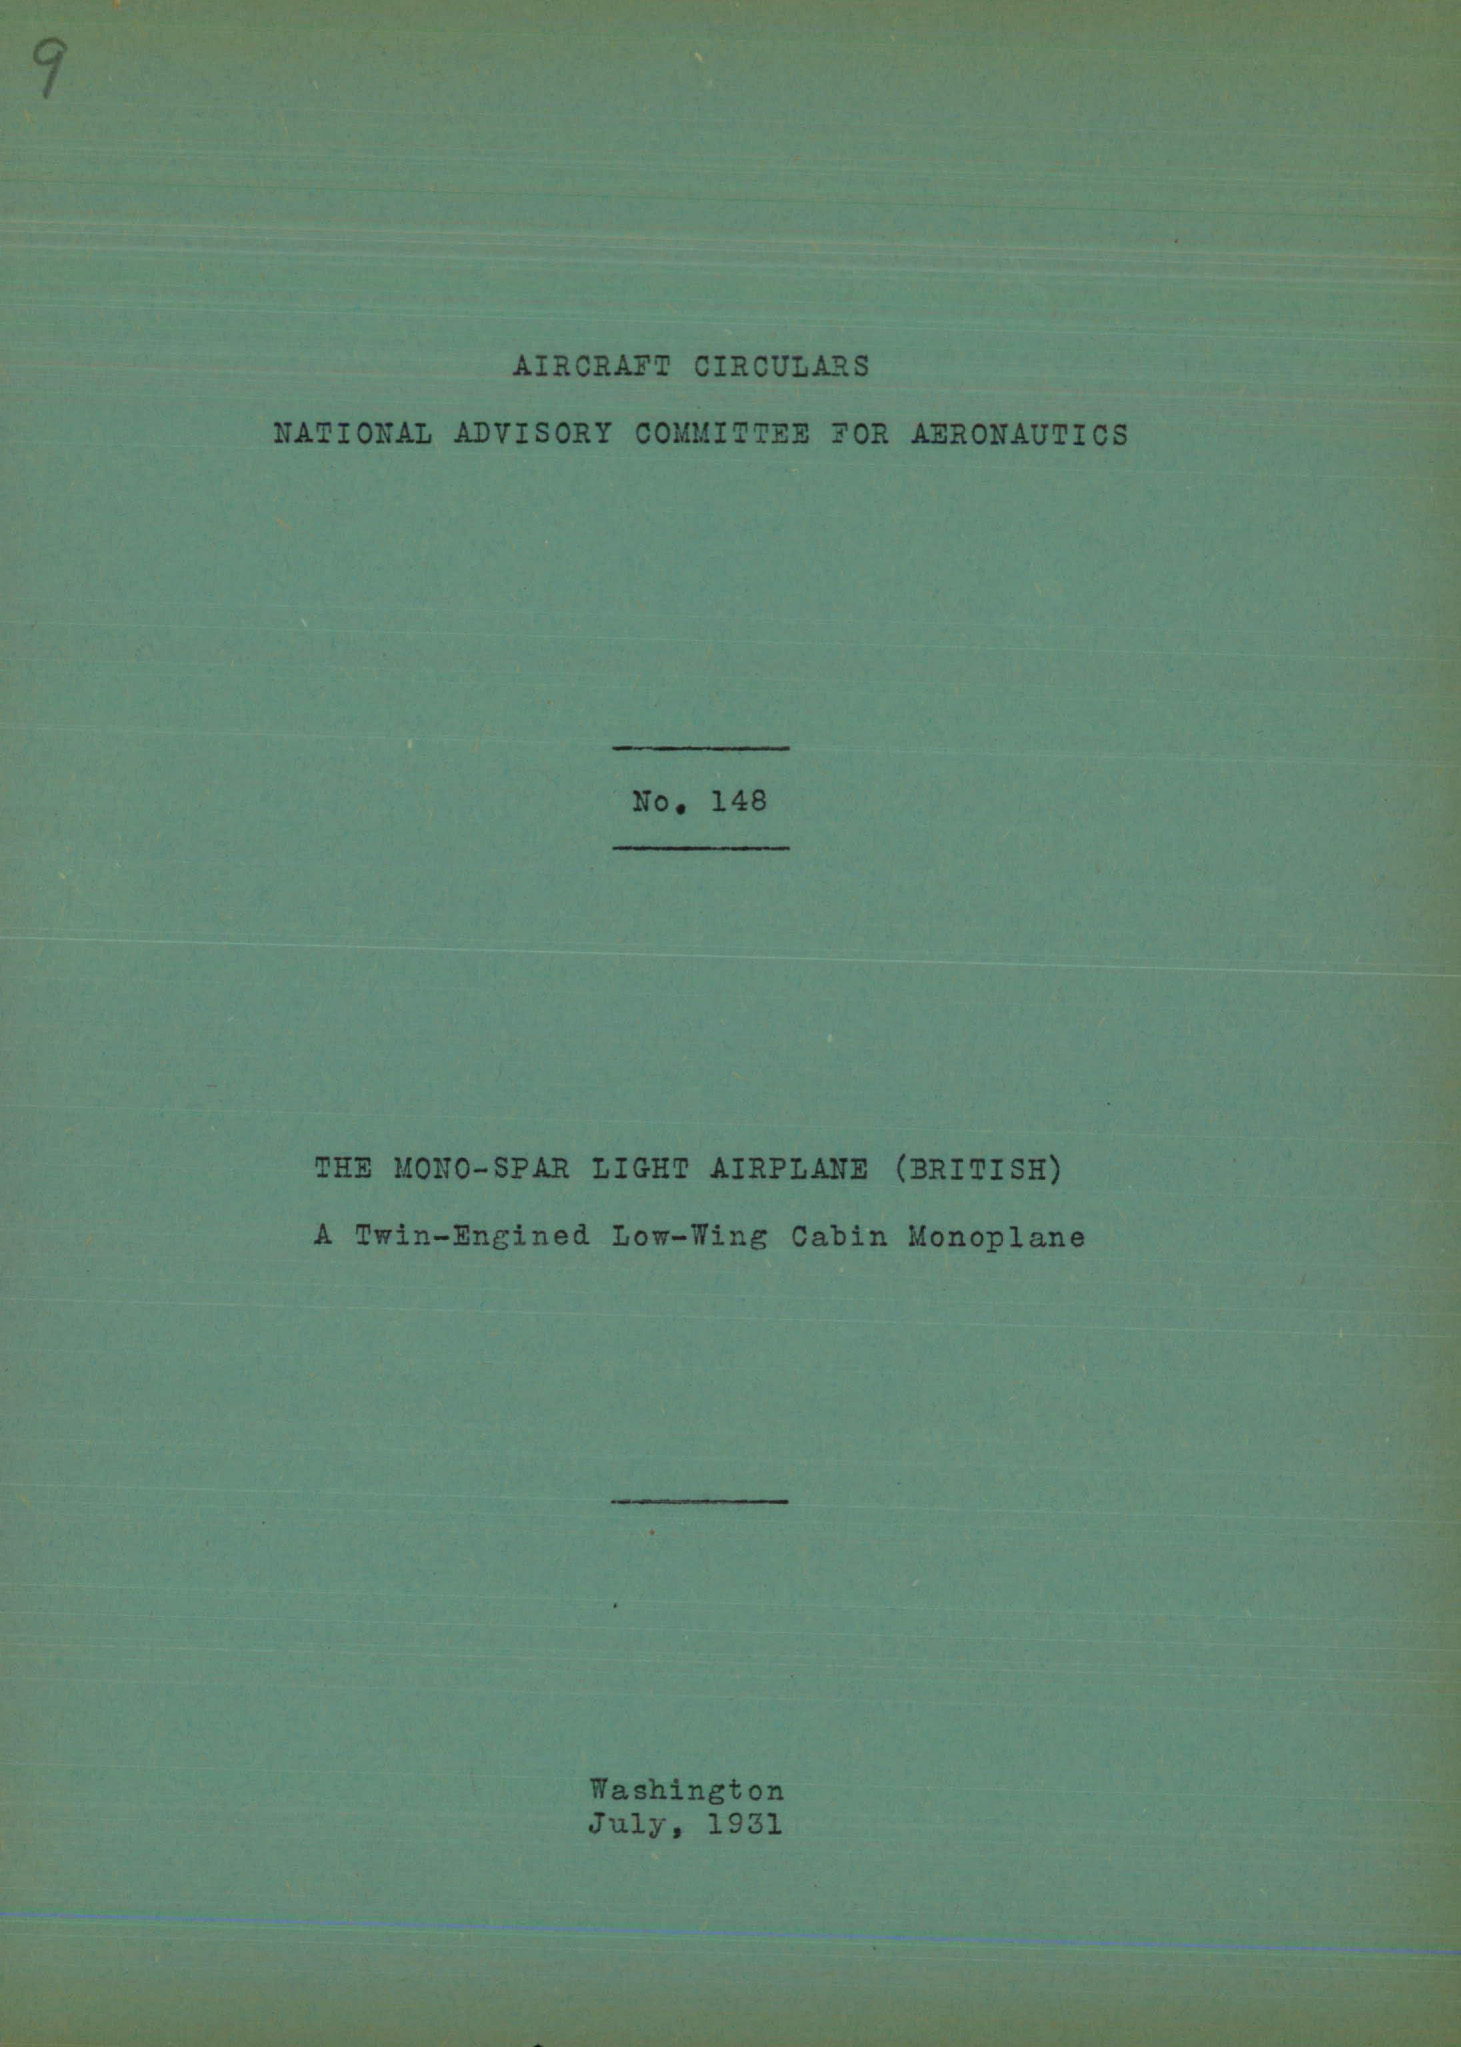 9
AIRCRAFT CIRCULARS
NATIONAL ADVISORY COMMITTEE FOR AERONAUTICS
No. 148
THE MONO-SPAR LIGHT AIRPLANE (BRITISH)
A Twin-Engined Low-Wing Cabin Monoplane
Washington
July, 1931